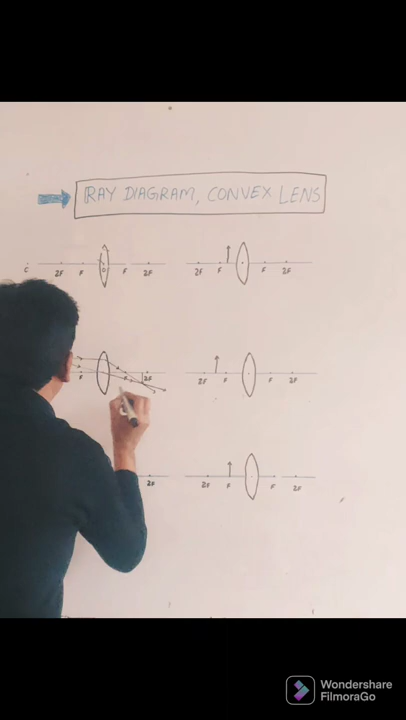 RAY DIAGRAM, CONVEX LENS
C 2F F O F 2F
2F F F 2F
F F 2F
2F F F 2F
2F
2F F F 2F
Wondershare
FilmoraGo